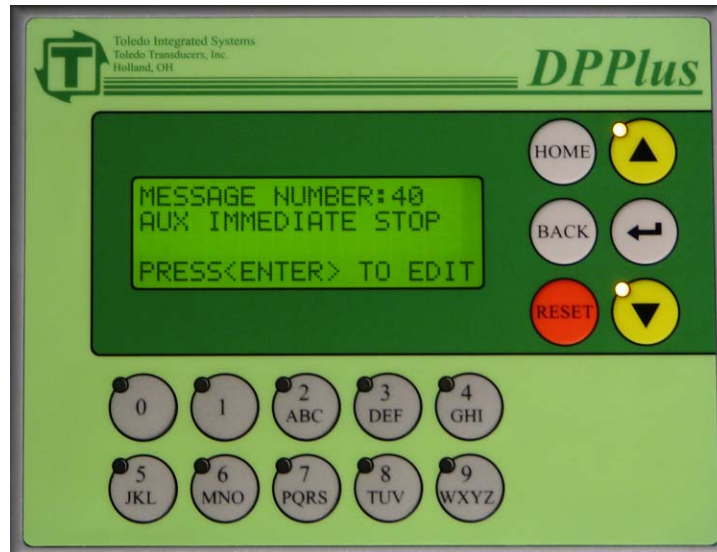 T
Toledo Integrated Systems
Toledo Transducers, Inc.
Holland, OH
DPPlus
MESSAGE NUMBER:40
AUX IMMEDIATE STOP
PRESS<ENTER> TO EDIT
HOME
BACK
RESET
0
1
2
ABC
3
DEF
4
GHI
5
JKL
6
MNO
7
PQRS
8
TUV
9
WXYZ